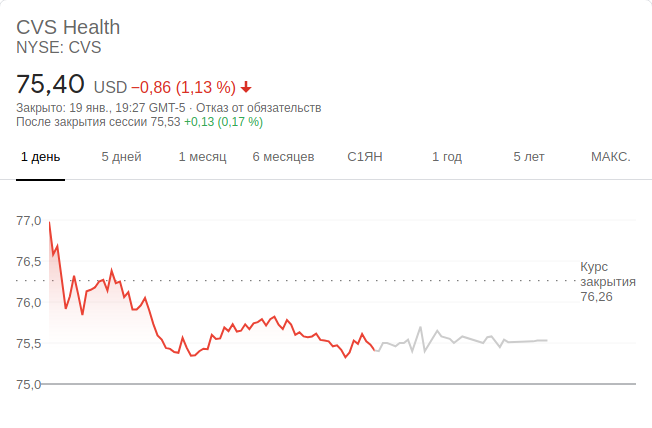 CVS Health
NYSE: CVS
75,40 USD −0,86 (1,13 %)
Закрыто: 19 янв., 19:27 GMT-5 · Отказ от обязательств
После закрытия сессии 75,53 +0,13 (0,17 %)
1 день 5 дней 1 месяц 6 месяцев С1ЯН 1 год 5 лет МАКС.
77,0
76,5
Курс
закрытия
76,26
76,0
75,5
75,0